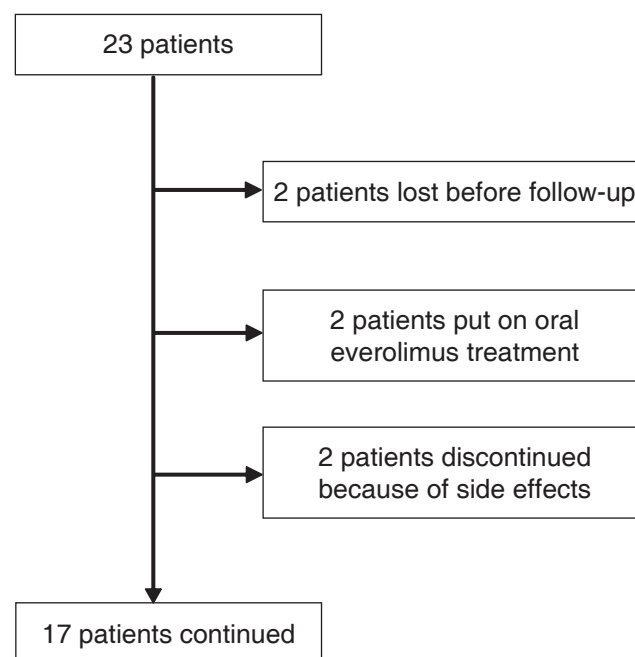 23 patients
2 patients lost before follow-up
2 patients put on oral
everolimus treatment
2 patients discontinued
because of side effects
17 patients continued